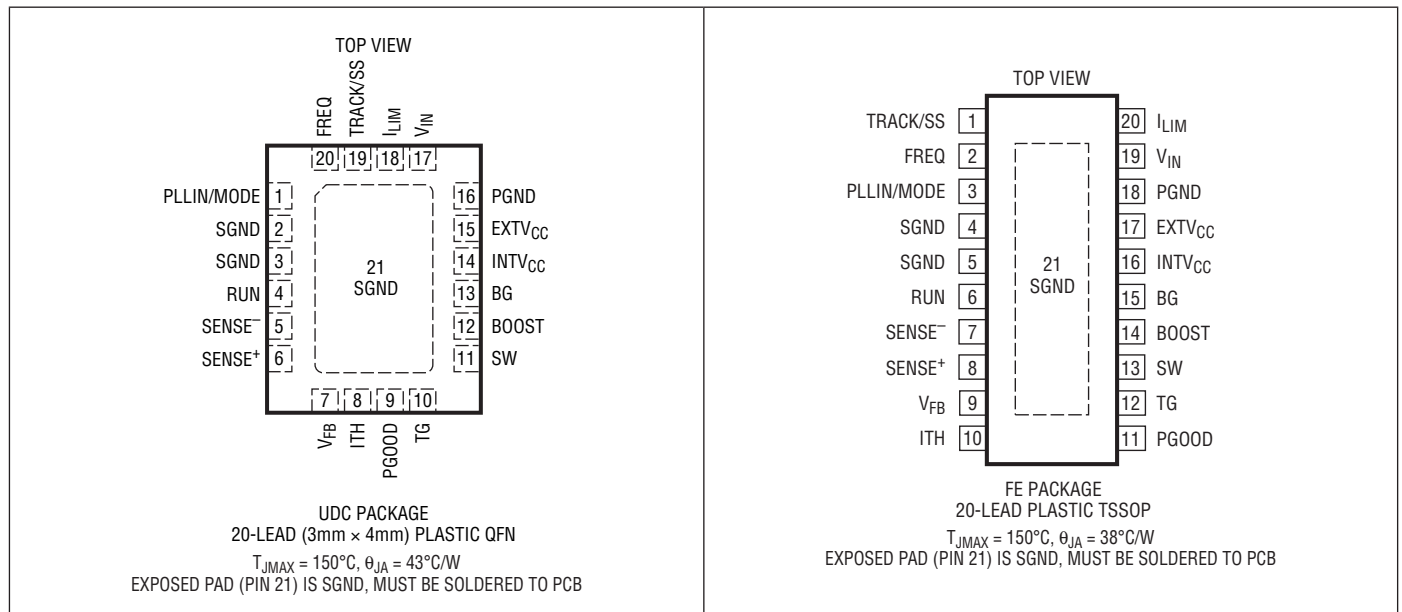 TOP VIEW
FREQ
TRACK/SS
ILIM
VIN
20 19 18 17
PLLIN/MODE 1
SGND 2
SGND 3
RUN 4
SENSE– 5
SENSE+ 6
21
SGND
16 PGND
15 EXTVCC
14 INTVCC
13 BG
12 BOOST
11 SW
7 8 9 10
VFB
ITH
PGOOD
TG
UDC PACKAGE
20-LEAD (3mm × 4mm) PLASTIC QFN
TJMAX = 150°C, θJA = 43°C/W
EXPOSED PAD (PIN 21) IS SGND, MUST BE SOLDERED TO PCB
TOP VIEW
TRACK/SS 1
FREQ 2
PLLIN/MODE 3
SGND 4
SGND 5
RUN 6
SENSE– 7
SENSE+ 8
VFB 9
ITH 10
21
SGND
20 ILIM
19 VIN
18 PGND
17 EXTVCC
16 INTVCC
15 BG
14 BOOST
13 SW
12 TG
11 PGOOD
FE PACKAGE
20-LEAD PLASTIC TSSOP
TJMAX = 150°C, θJA = 38°C/W
EXPOSED PAD (PIN 21) IS SGND, MUST BE SOLDERED TO PCB